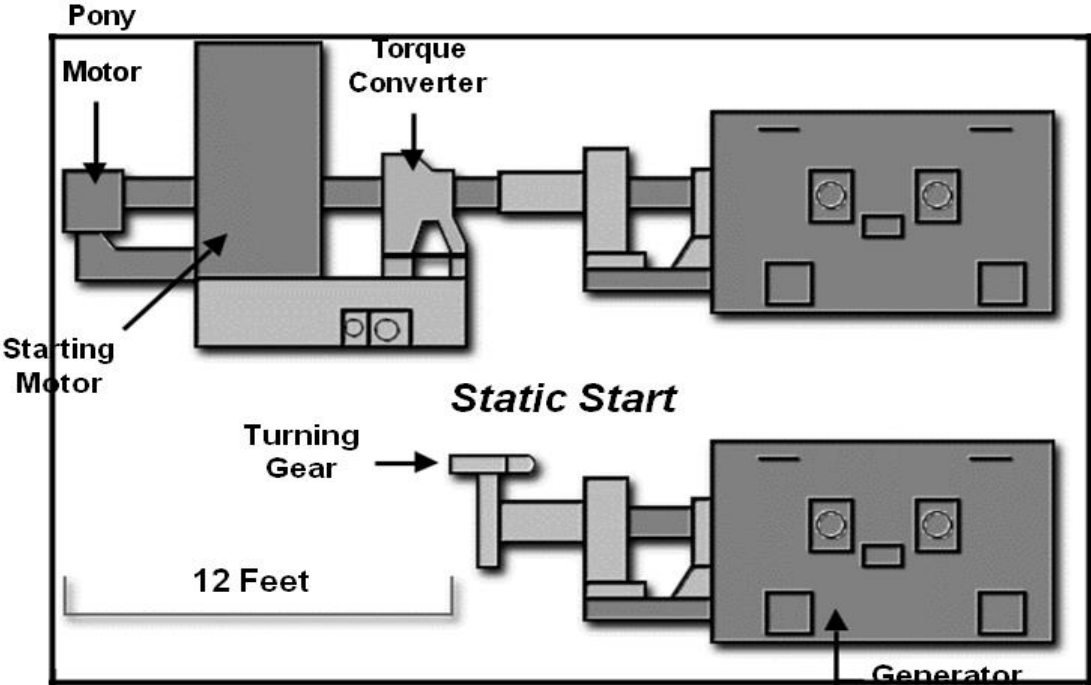 Pony
Motor
Torque
Converter
Starting
Motor
Static Start
Turning
Gear
12 Feet
Generator